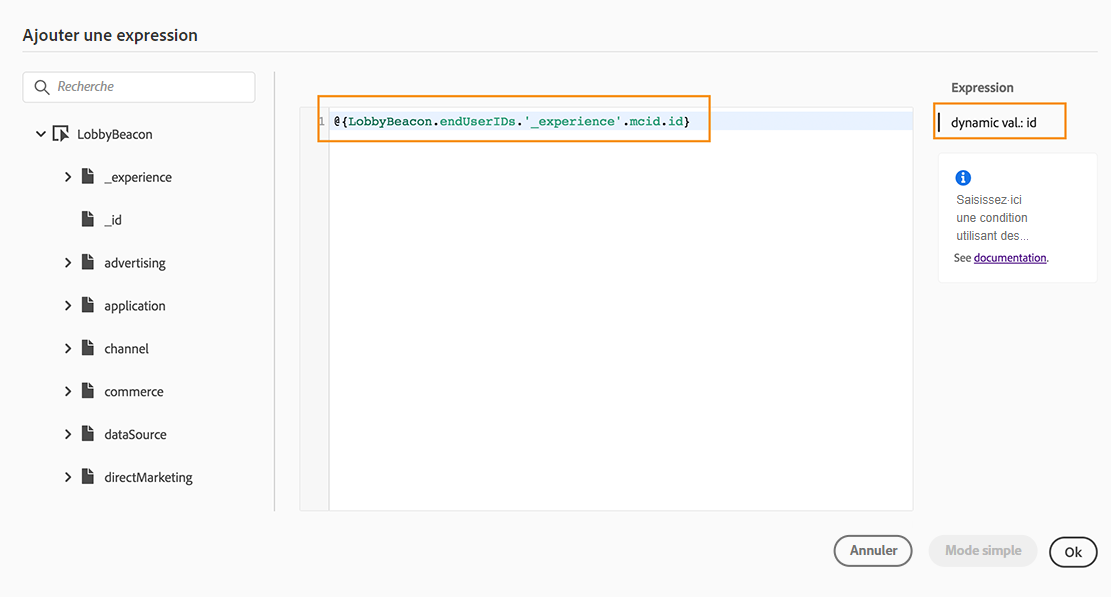 Ajouter une expression
Recherche
LobbyBeacon
_experience
_id
advertising
application
channel
commerce
dataSource
directMarketing
1 @{LobbyBeacon.endUserIDs.'_experience'.mcid.id}
Expression
dynamic val.: id
Saisissez·ici
une condition
utilisant des...
See documentation.
Annuler
Mode simple
Ok